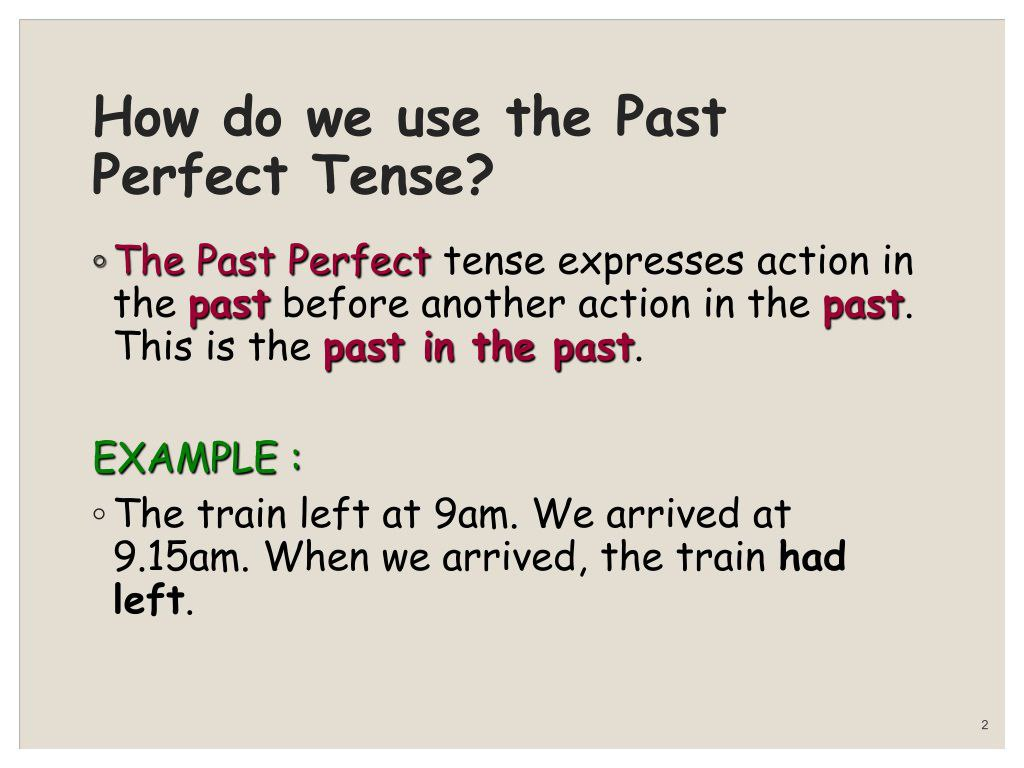 How do we use the Past
Perfect Tense?
◦ The Past Perfect tense expresses action in
the past before another action in the past.
This is the past in the past.
EXAMPLE :
◦ The train left at 9am. We arrived at
9.15am. When we arrived, the train had
left.
2